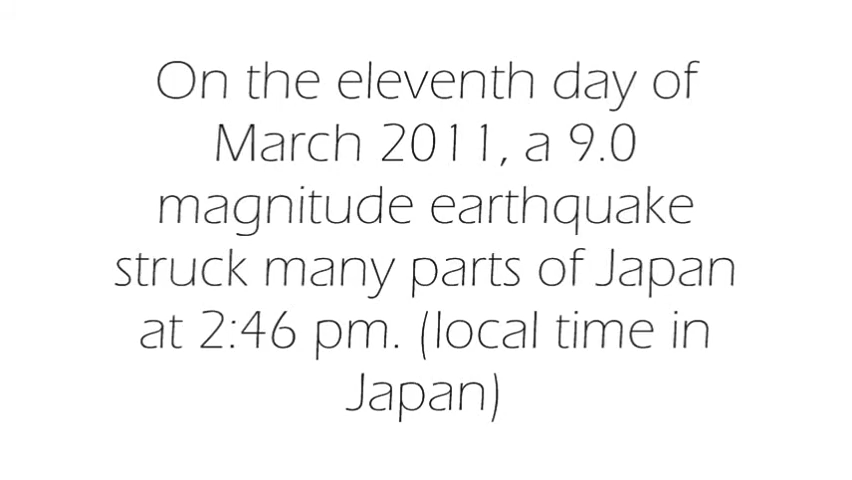 On the eleventh day of
March 2011, a 9.0
magnitude earthquake
struck many parts of Japan
at 2:46 pm. (local time in
Japan)